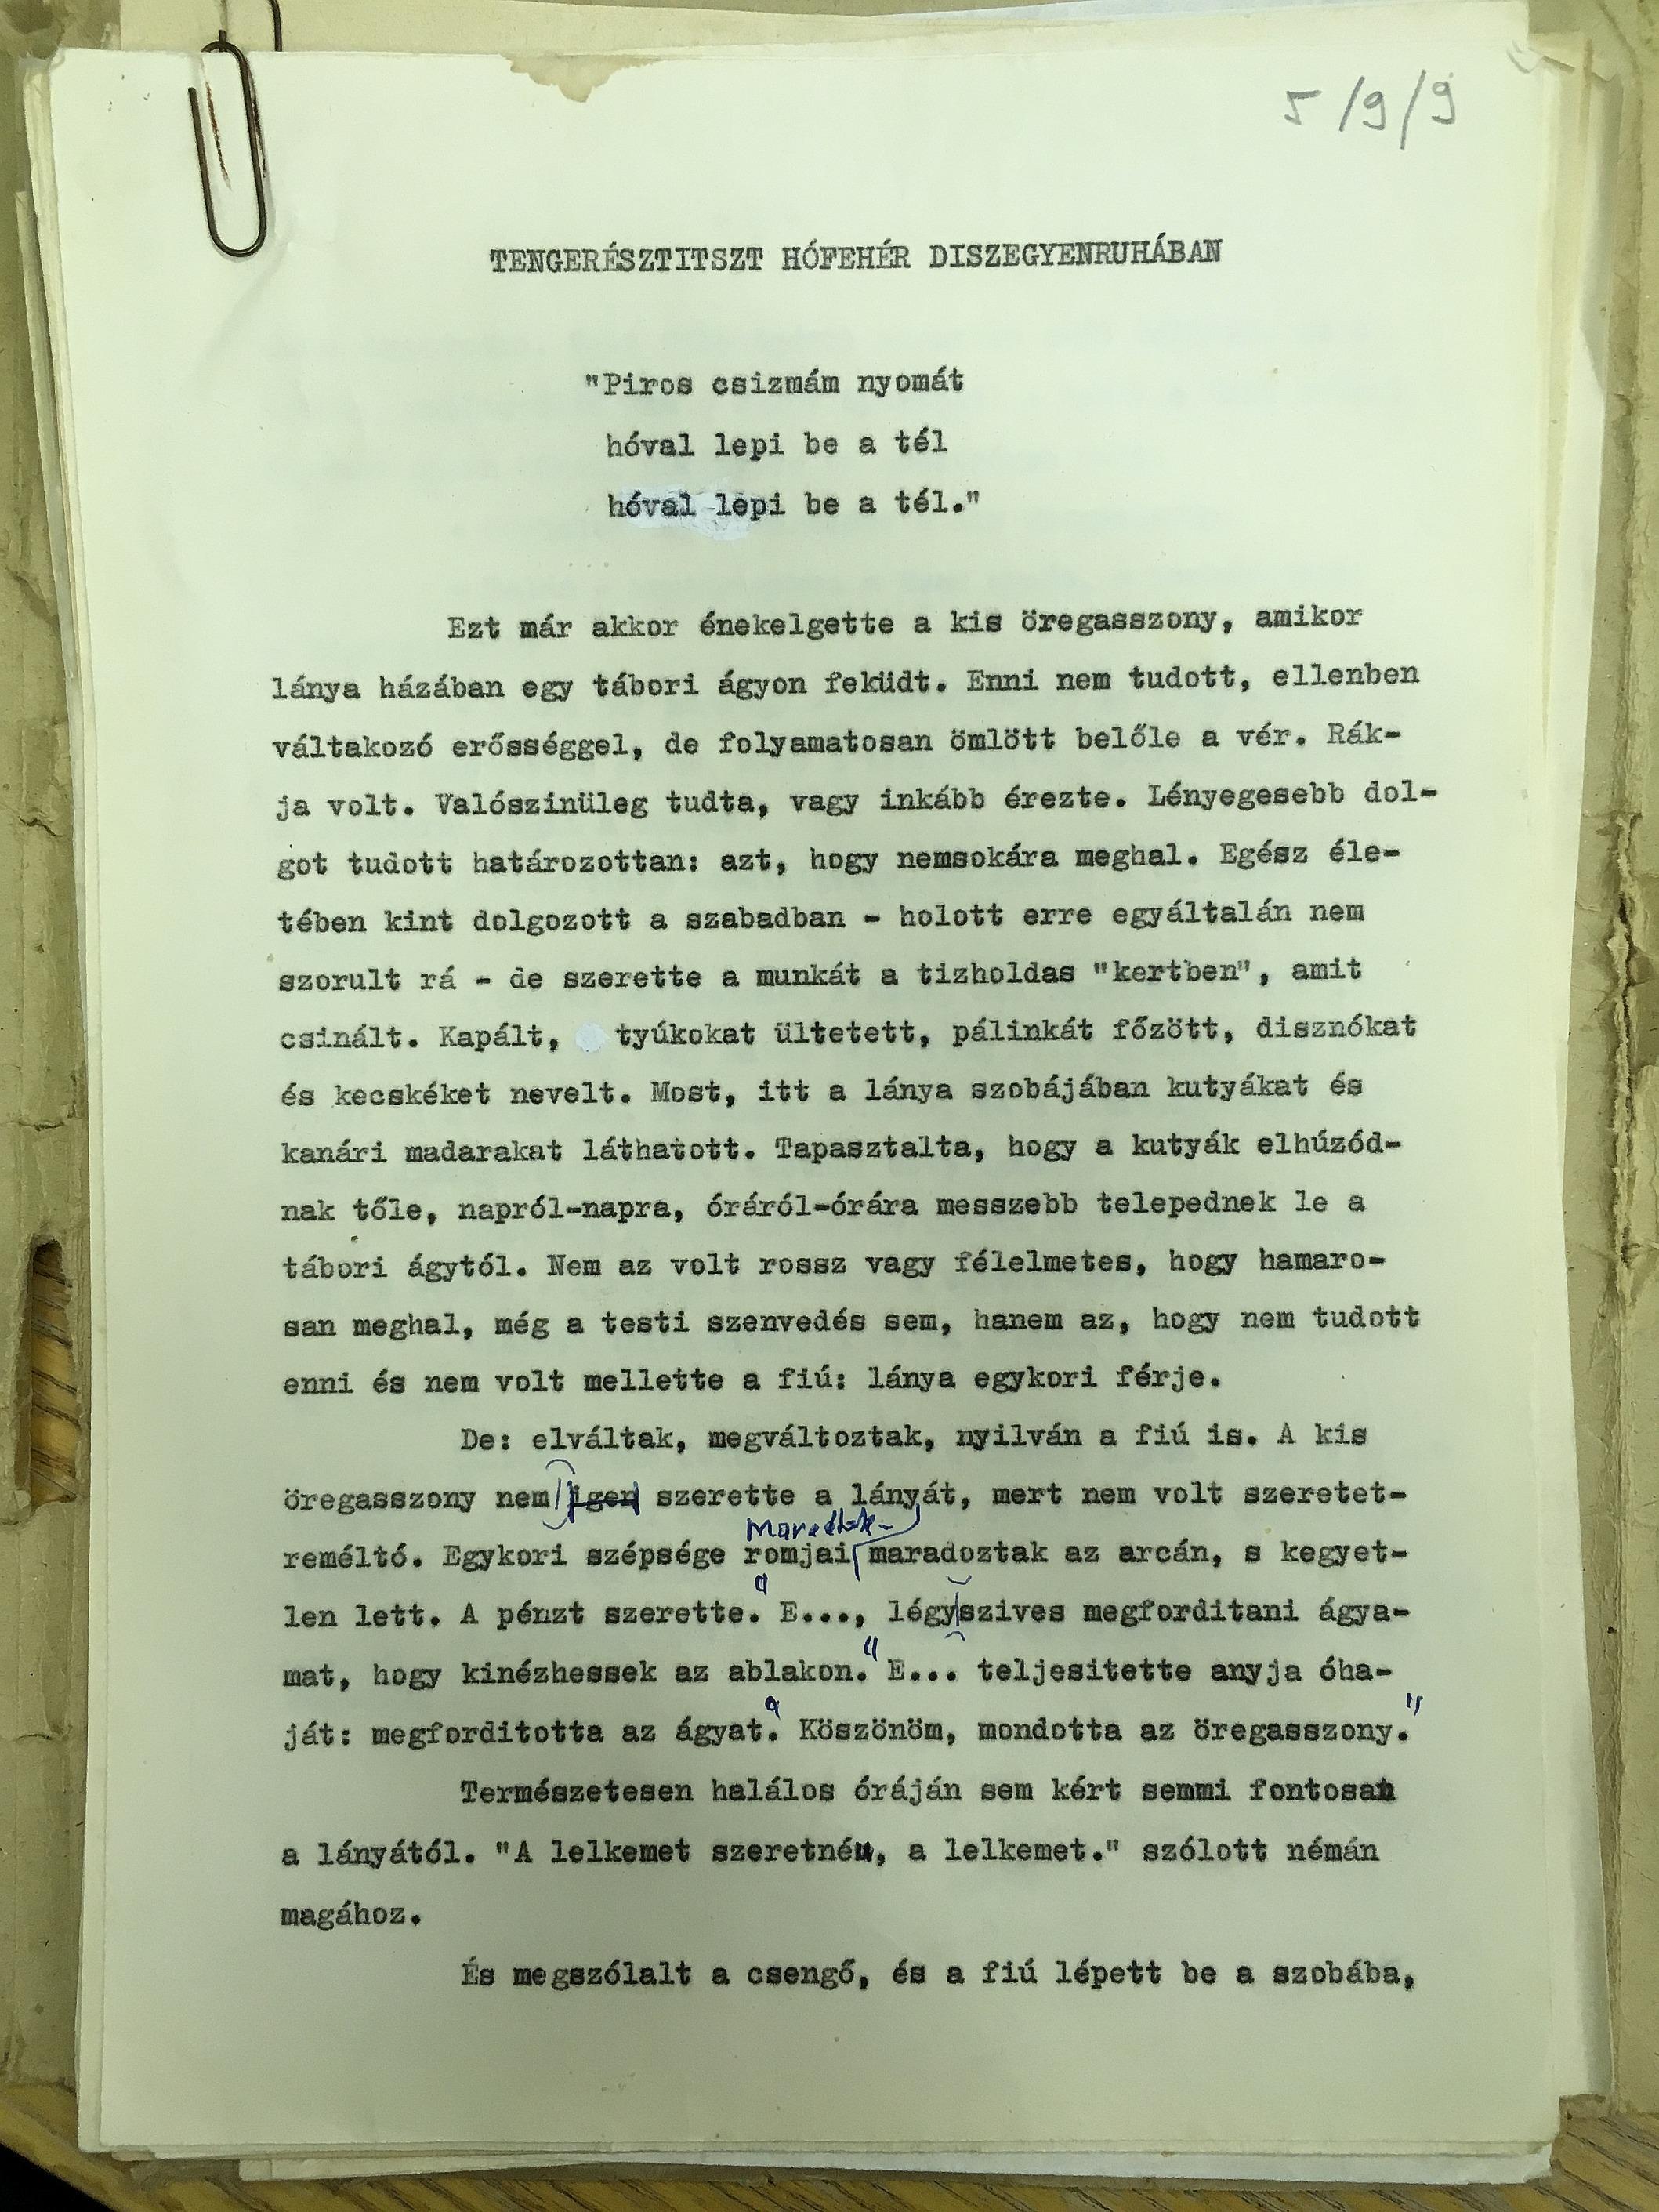 5/9/9
TENGERÉSZTITSZT HÓFEHÉR DISZEGYENRUHÁBAN
"Piros csizmám nyomát
hóval lepi be a tél
hóval lepi be a tél."
Ezt már akkor énekelgette a kis öregasszony, amikor
lánya házában egy tábori ágyon feküdt. Enni nem tudott, ellenben
váltakozó erősséggel, de folyamatosan ömlött belőle a vér. Rák-
ja volt. Valószinüleg tudta, vagy inkább érezte. Lényegesebb dol-
got tudott határozottan: azt, hogy nemsokára meghal. Egész éle-
tében kint dolgozott a szabadban - holott erre egyáltalán nem
szorult rá - de szerette a munkát a tizholdas "kertben", amit
csinált. Kapált, tyúkokat ültetett, pálinkát főzött, disznókat
és kecskéket nevelt. Most, itt a lánya szobájában kutyákat és
kanári madarakat láthatott. Tapasztalta, hogy a kutyák elhúzód-
nak tőle, napról-napra, óráról-órára messzebb telepednek le a
tábori ágytól. Nem az volt rossz vagy félelmetes, hogy hamaro-
san meghal, még a testi szenvedés sem, hanem az, hogy nem tudott
enni és nem volt mellette a fiú: lánya egykori férje.
De: elváltak, megváltoztak, nyilván a fiú is. A kis
öregasszony nem igen szerette a lányát, mert nem volt szeretet-
maradtak
reméltó. Egykori szépsége romjai maradoztak az arcán, s kegyet-
len lett. A pénzt szerette." E..., légyszives megforditani ágya-
mat, hogy kinézhessek az ablakon." E... teljesitette anyja óha-
ját: megforditotta az ágyat." Köszönöm, mondotta az öregasszony."
Természetesen halálos óráján sem kért semmi fontosat
a lányától. "A lelkemet szeretném, a lelkemet." szólott némán
magához.
És megszólalt a csengő, és a fiú lépett be a szobába,